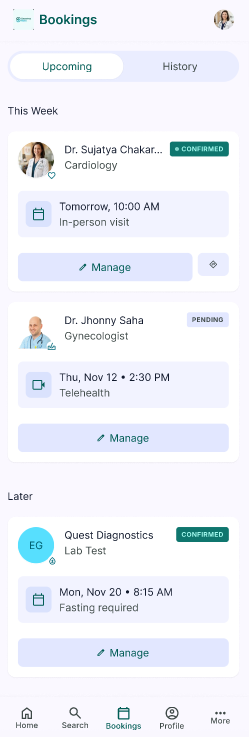 Bookings
Upcoming
History
This Week
Dr. Sujatya Chakar...
CONFIRMED
Cardiology
Tomorrow, 10:00 AM
In-person visit
Manage
Dr. Jhonny Saha
PENDING
Gynecologist
Thu, Nov 12 • 2:30 PM
Telehealth
Manage
Later
EG
Quest Diagnostics
CONFIRMED
Lab Test
Mon, Nov 20 • 8:15 AM
Fasting required
Manage
Home
Search
Bookings
Profile
More